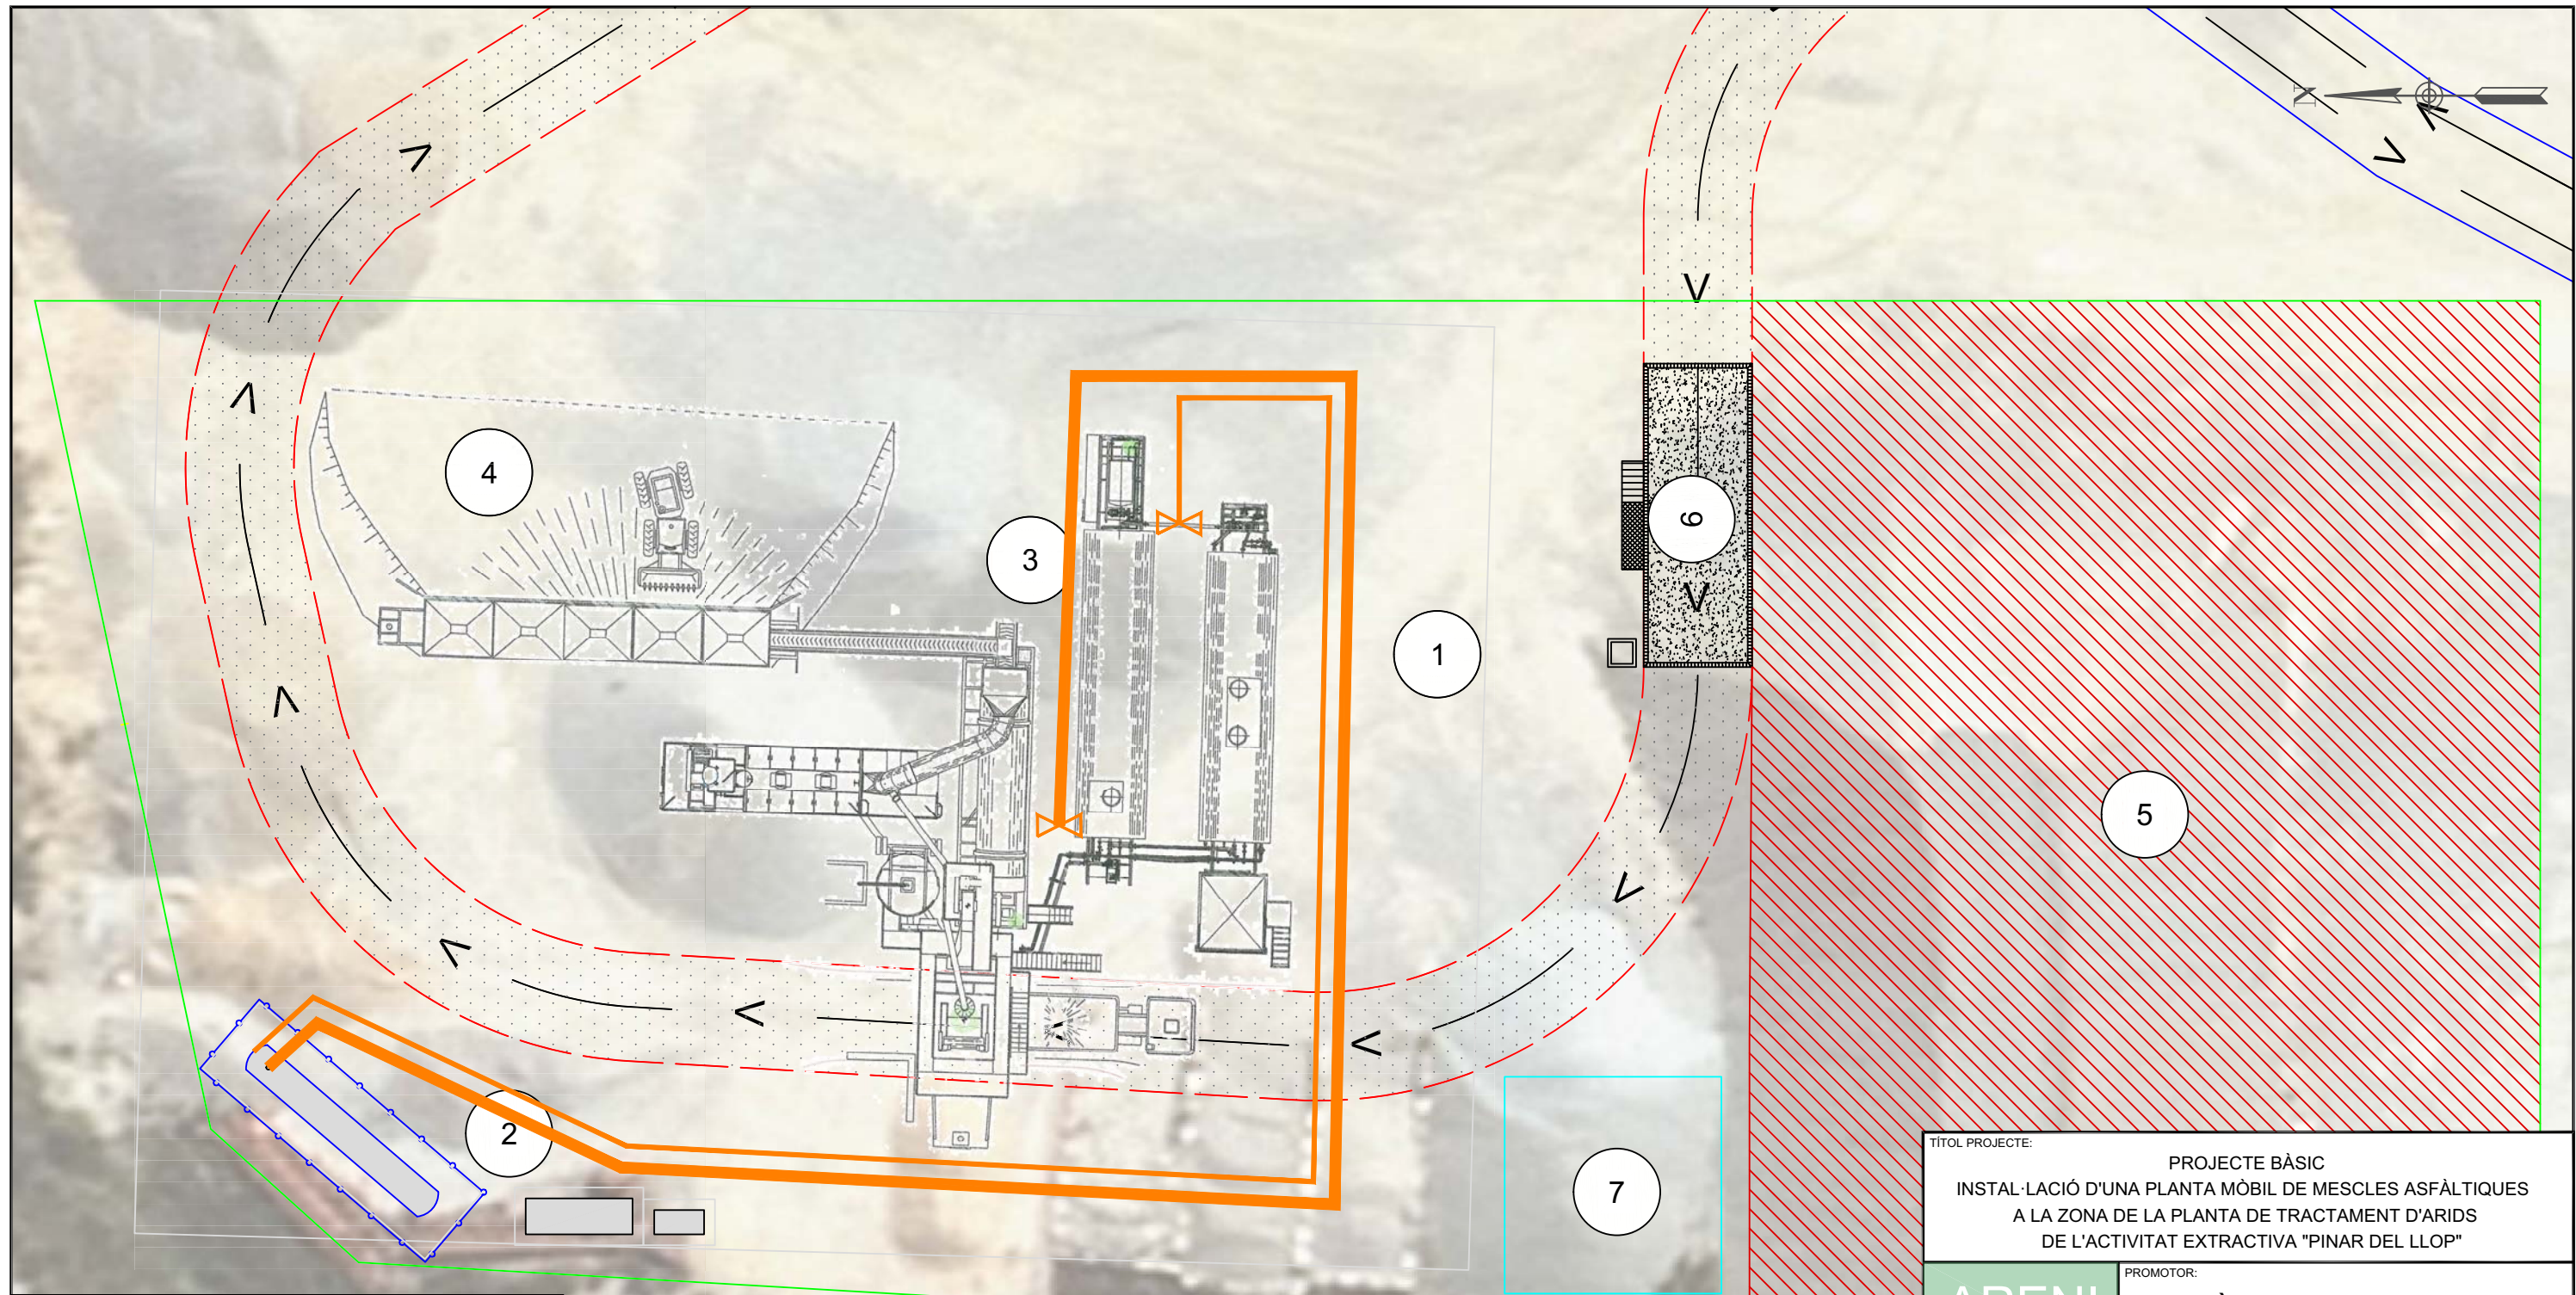 N
4
3
6
1
5
2
7
TÍTOL PROJECTE:
PROJECTE BÀSIC
INSTAL·LACIÓ D'UNA PLANTA MÒBIL DE MESCLES ASFÀLTIQUES
A LA ZONA DE LA PLANTA DE TRACTAMENT D'ARIDS
DE L'ACTIVITAT EXTRACTIVA "PINAR DEL LLOP"
PROMOTOR: